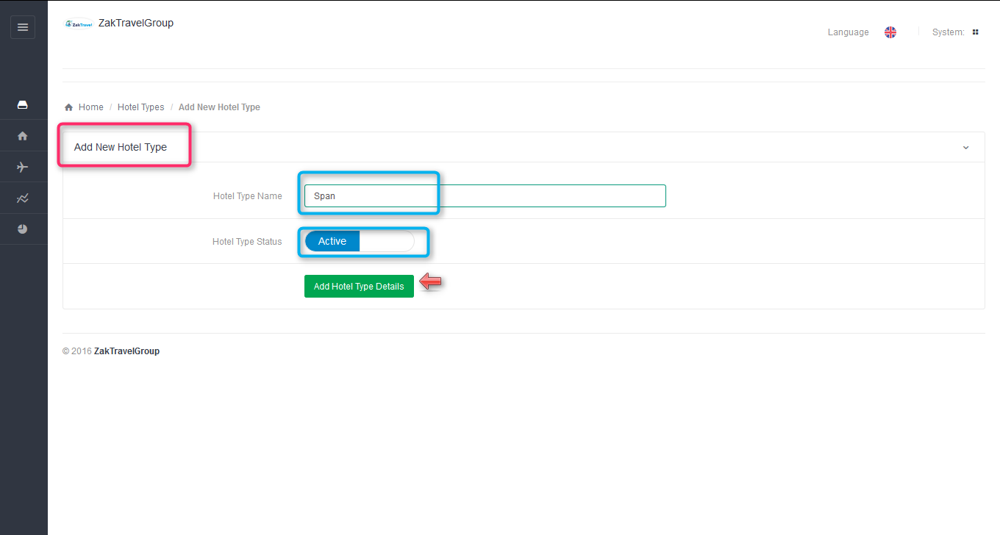 ZakTravel ZakTravelGroup
Language System:
Home / Hotel Types / Add New Hotel Type
Add New Hotel Type
Hotel Type Name Span
Hotel Type Status Active
Add Hotel Type Details
© 2016 ZakTravelGroup